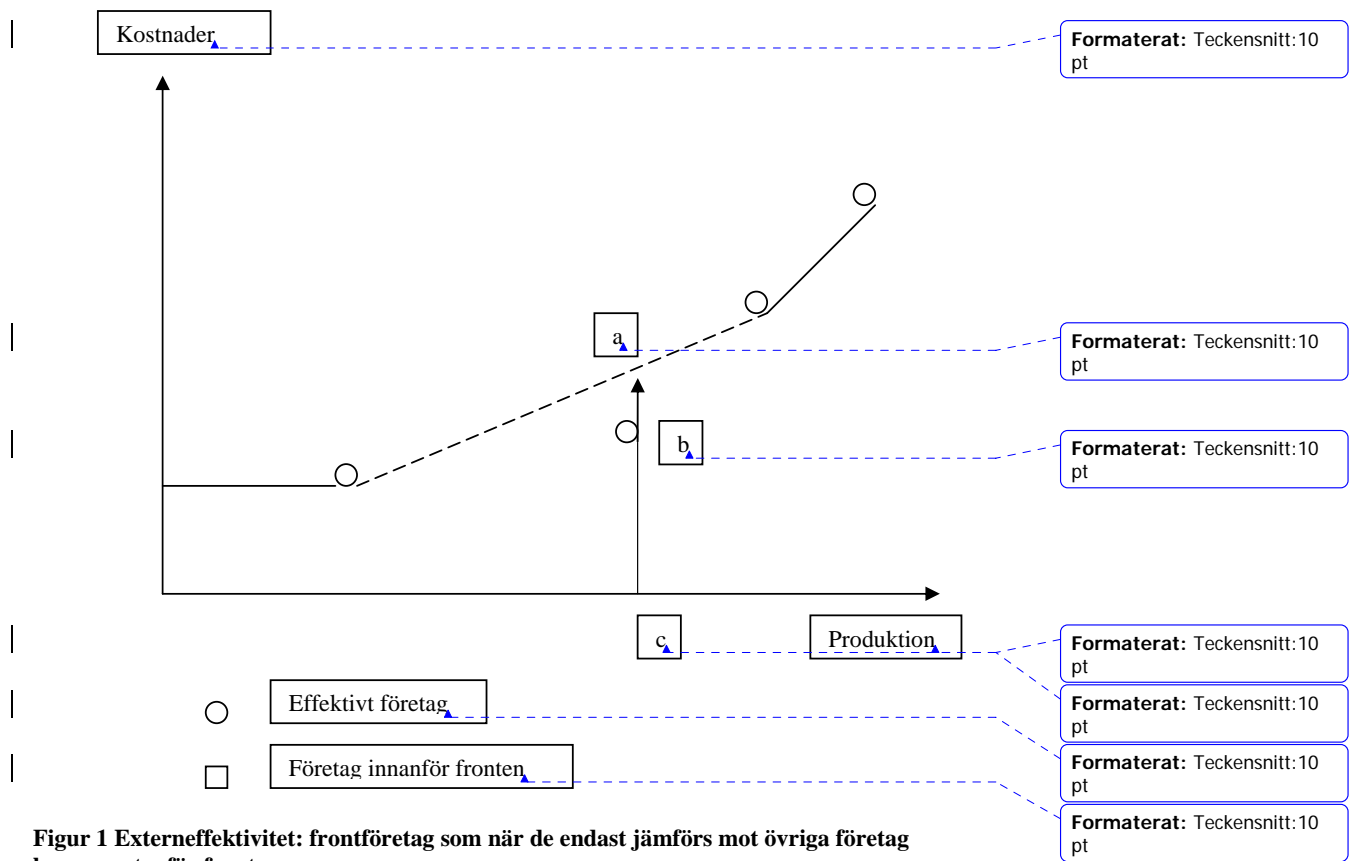 Kostnader
Formaterat: Teckensnitt:10
pt
a
Formaterat: Teckensnitt:10
pt
b
Formaterat: Teckensnitt:10
pt
c
Produktion
Formaterat: Teckensnitt:10
pt
Effektivt företag
Formaterat: Teckensnitt:10
pt
Företag innanför fronten
Formaterat: Teckensnitt:10
pt
Formaterat: Teckensnitt:10
pt
Figur 1 Externeffektivitet: frontföretag som när de endast jämförs mot övriga företag